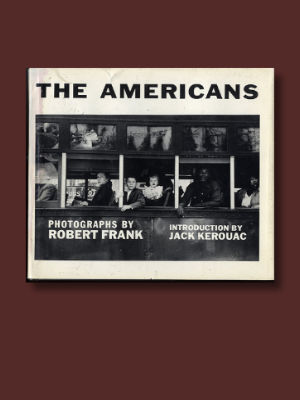 THE AMERICANS
PHOTOGRAPHS BY
ROBERT FRANK
INTRODUCTION BY
JACK KEROUAC